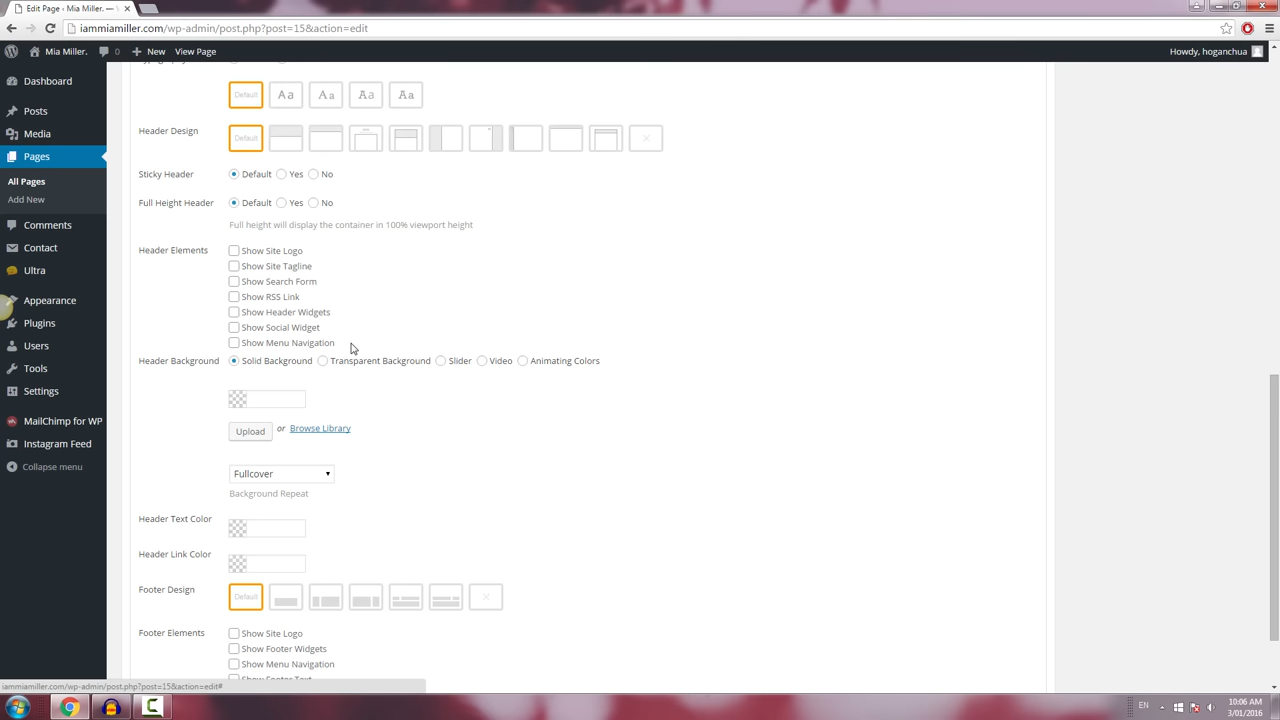 Edit Page ‹ Mia Miller. —
iammiamiller.com/wp-admin/post.php?post=15&action=edit
Mia Miller. 0 New View Page Howdy, hoganchua
Dashboard
Posts
Media
Pages
All Pages
Add New
Comments
Contact
Ultra
Appearance
Plugins
Users
Tools
Settings
MailChimp for WP
Instagram Feed
Collapse menu
Default Aa Aa Aa Aa
Header Design Default
Sticky Header Default Yes No
Full Height Header Default Yes No
Full height will display the container in 100% viewport height
Header Elements Show Site Logo
Show Site Tagline
Show Search Form
Show RSS Link
Show Header Widgets
Show Social Widget
Show Menu Navigation
Header Background Solid Background Transparent Background Slider Video Animating Colors
Upload or Browse Library
Fullcover
Background Repeat
Header Text Color
Header Link Color
Footer Design Default
Footer Elements Show Site Logo
Show Footer Widgets
Show Menu Navigation
Show Footer Text
iammiamiller.com/wp-admin/post.php?post=15&action=edit#
EN 10:06 AM
3/01/2016